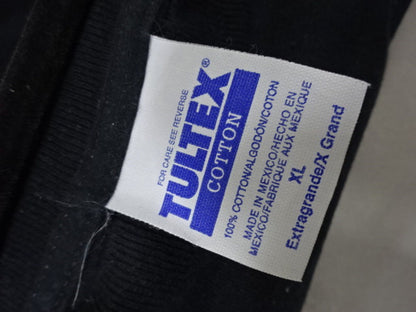 FOR CARE SEE REVERSE
TULTEX®
COTTON
100% COTTON/ALGODÓN/COTON
MADE IN MEXICO/HECHO EN
MEXICO/FABRIQUE AUX MEXIQUE
XL
Extragrande/X Grand